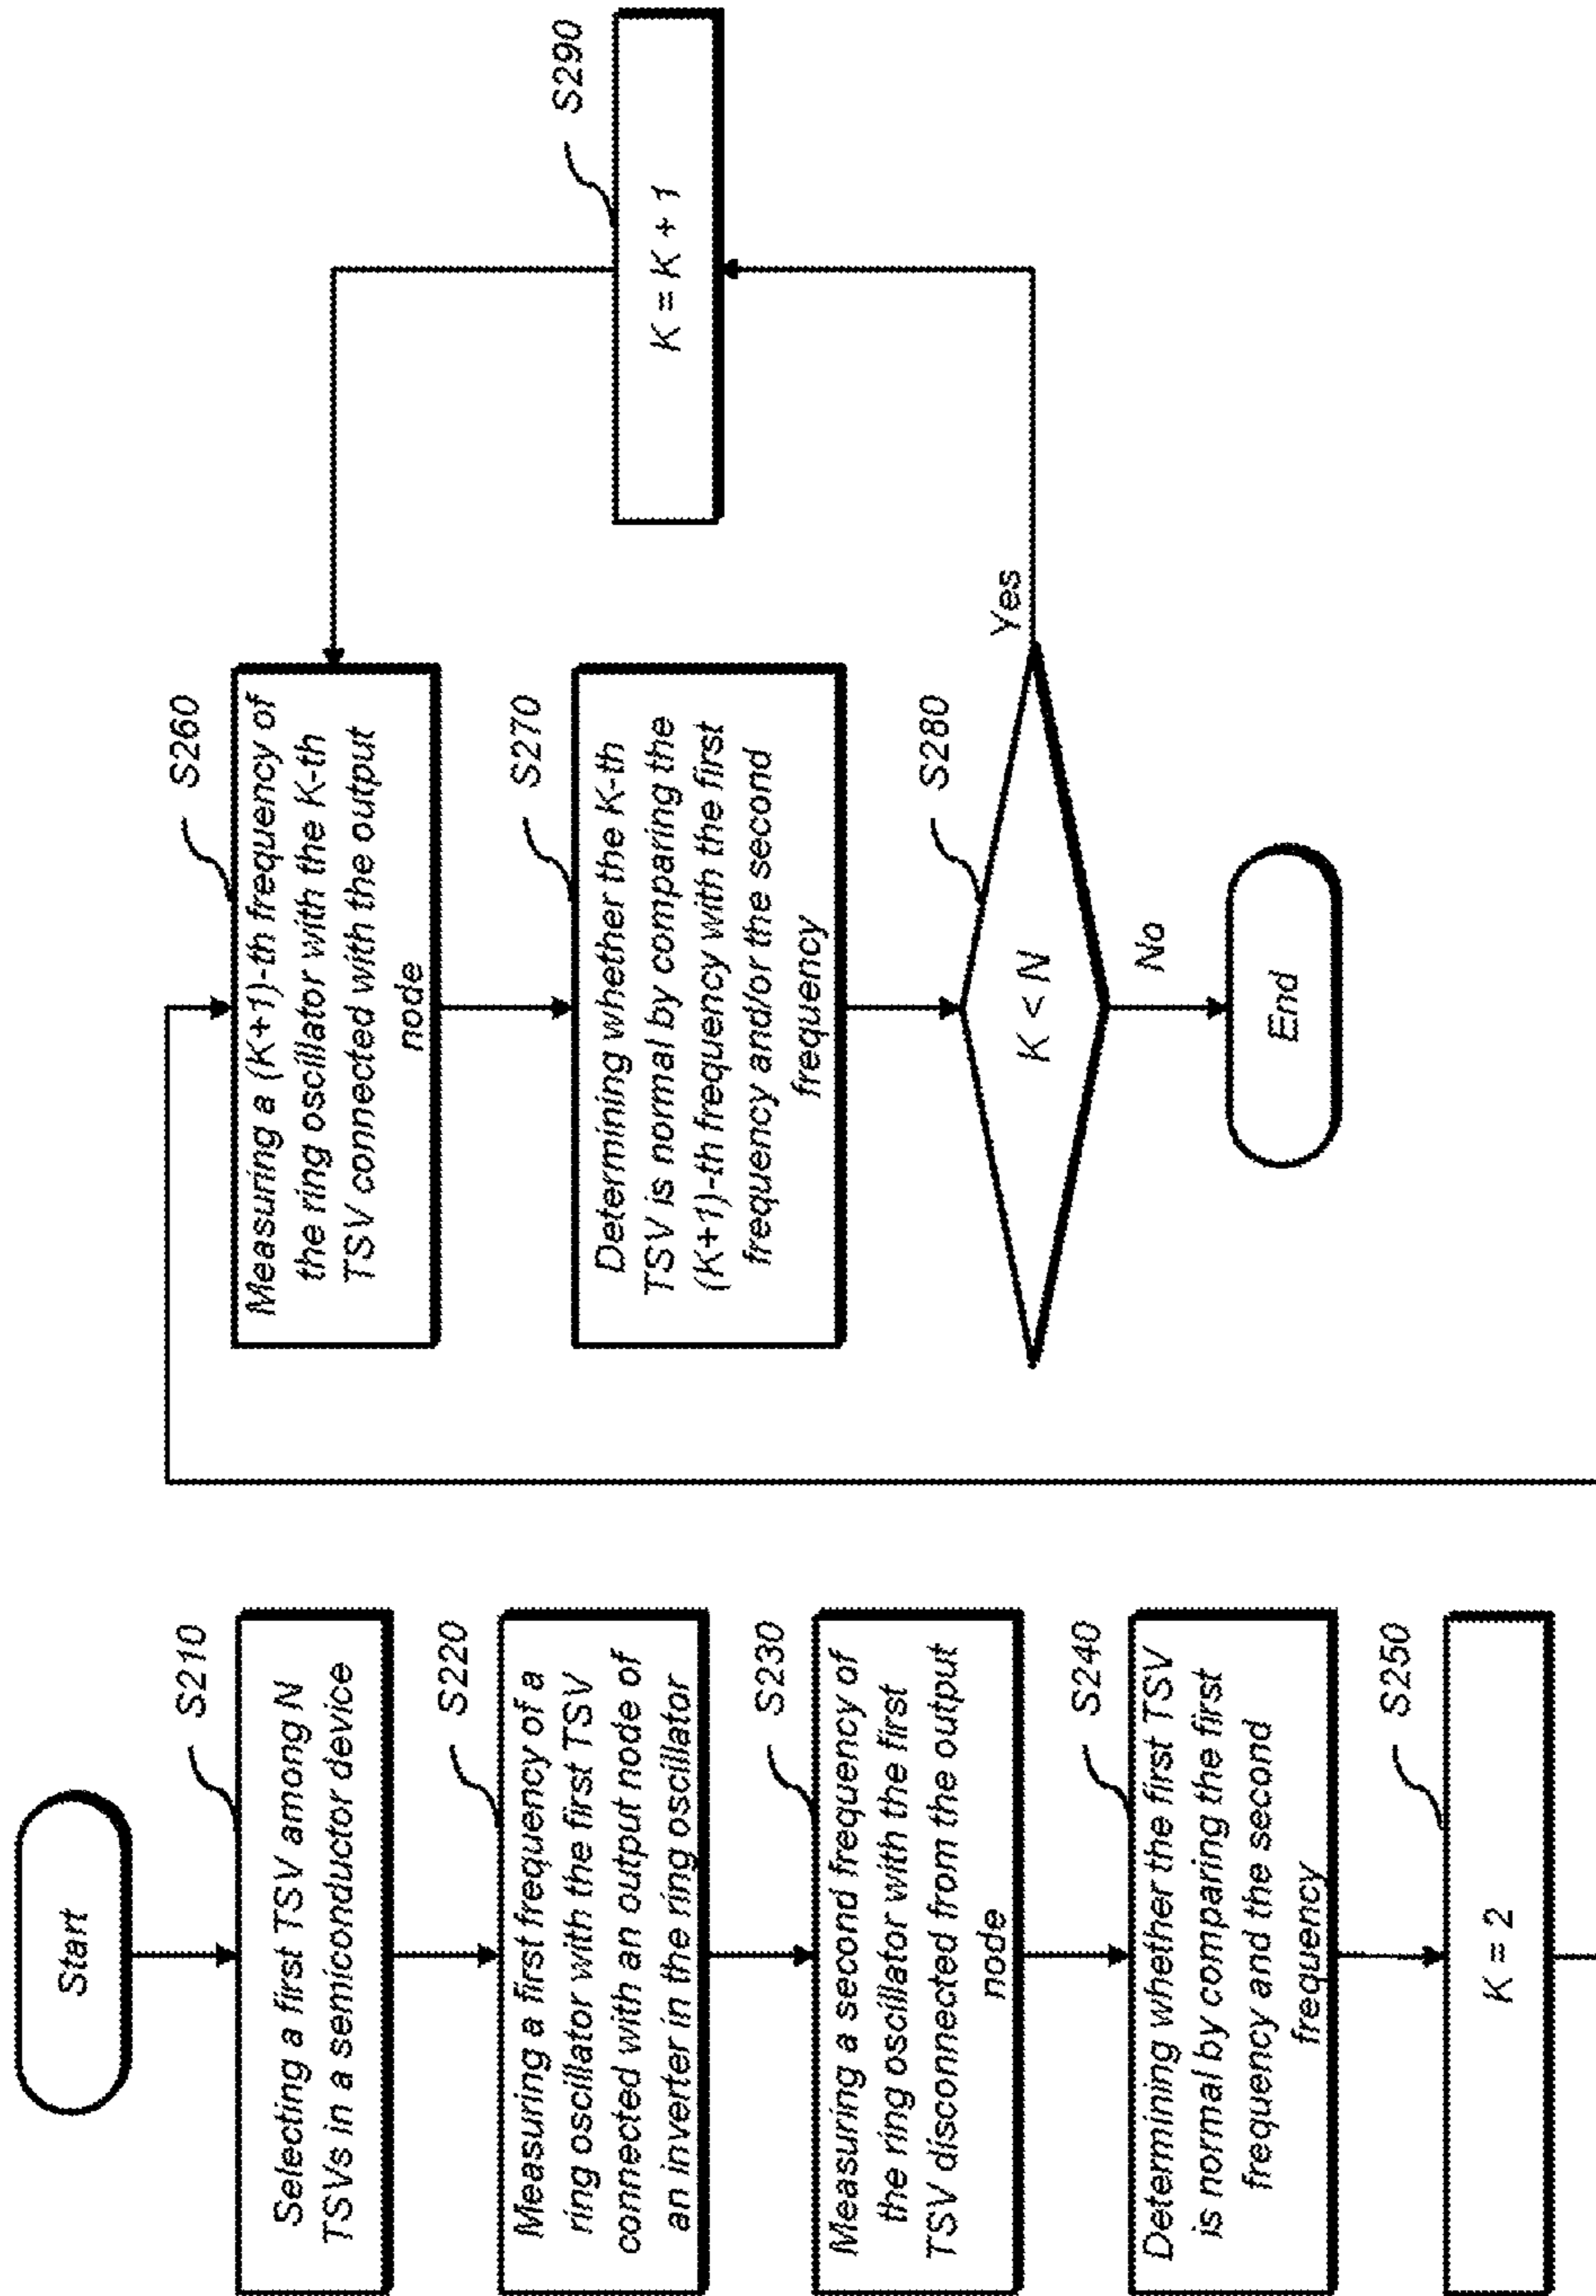 Start
S210
Selecting a first TSV among N
TSVs in a semiconductor device
S220
Measuring a first frequency of a
ring oscillator with the first TSV
connected with an output node of
an inverter in the ring oscillator
S230
Measuring a second frequency of
the ring oscillator with the first
TSV disconnected from the output
node
S240
Determining whether the first TSV
is normal by comparing the first
frequency and the second
frequency
S250
K = 2
S260
Measuring a (K+1)-th frequency of
the ring oscillator with the K-th
TSV connected with the output
node
S270
Determining whether the K-th
TSV is normal by comparing the
(K+1)-th frequency with the first
frequency and/or the second
frequency
S280
K < N
Yes
No
End
S290
K = K + 1